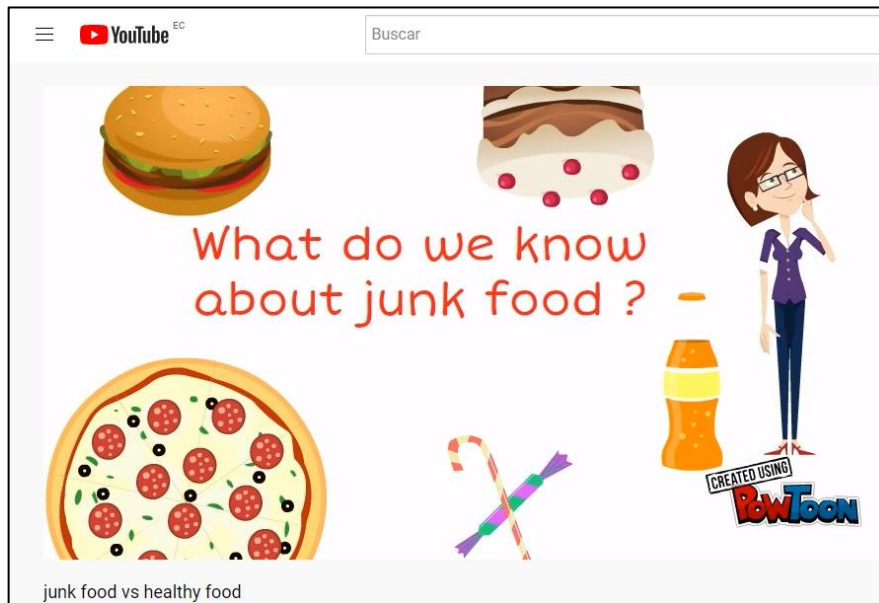 YouTube EC
Buscar
What do we know
about junk food ?
CREATED USING
POWTOON
junk food vs healthy food